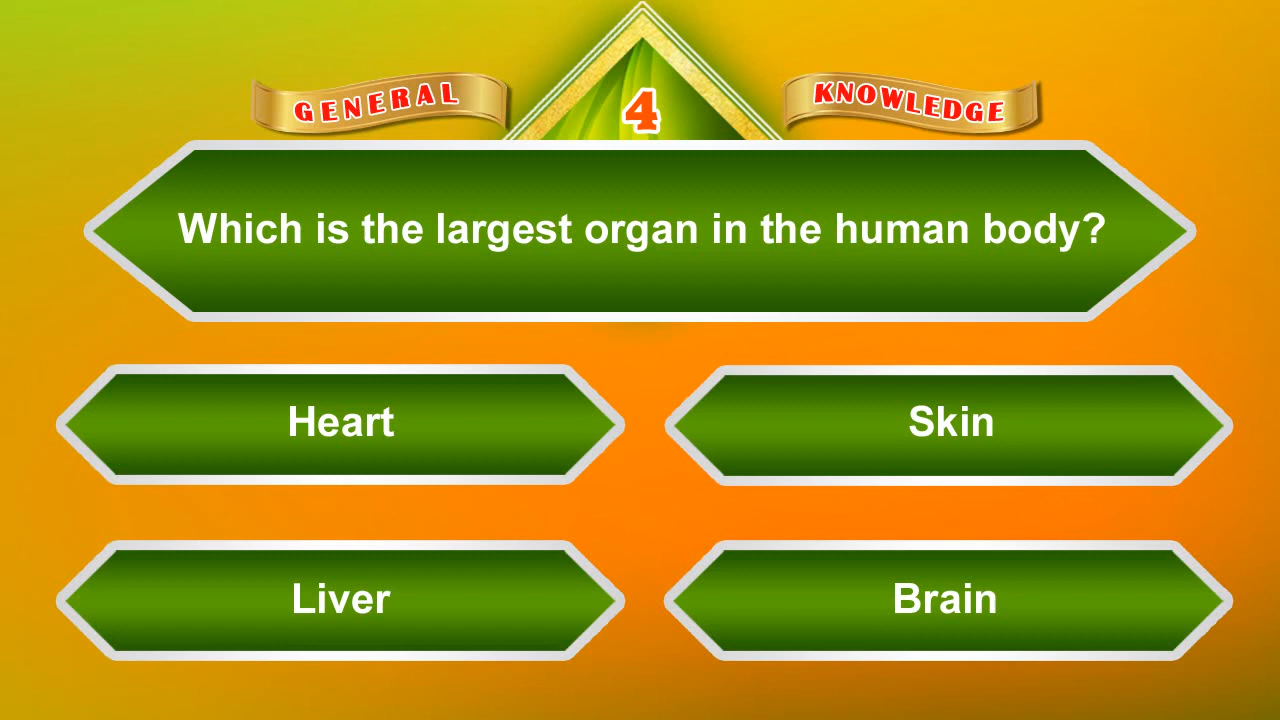 GENERAL
4
KNOWLEDGE
Which is the largest organ in the human body?
Heart
Skin
Liver
Brain